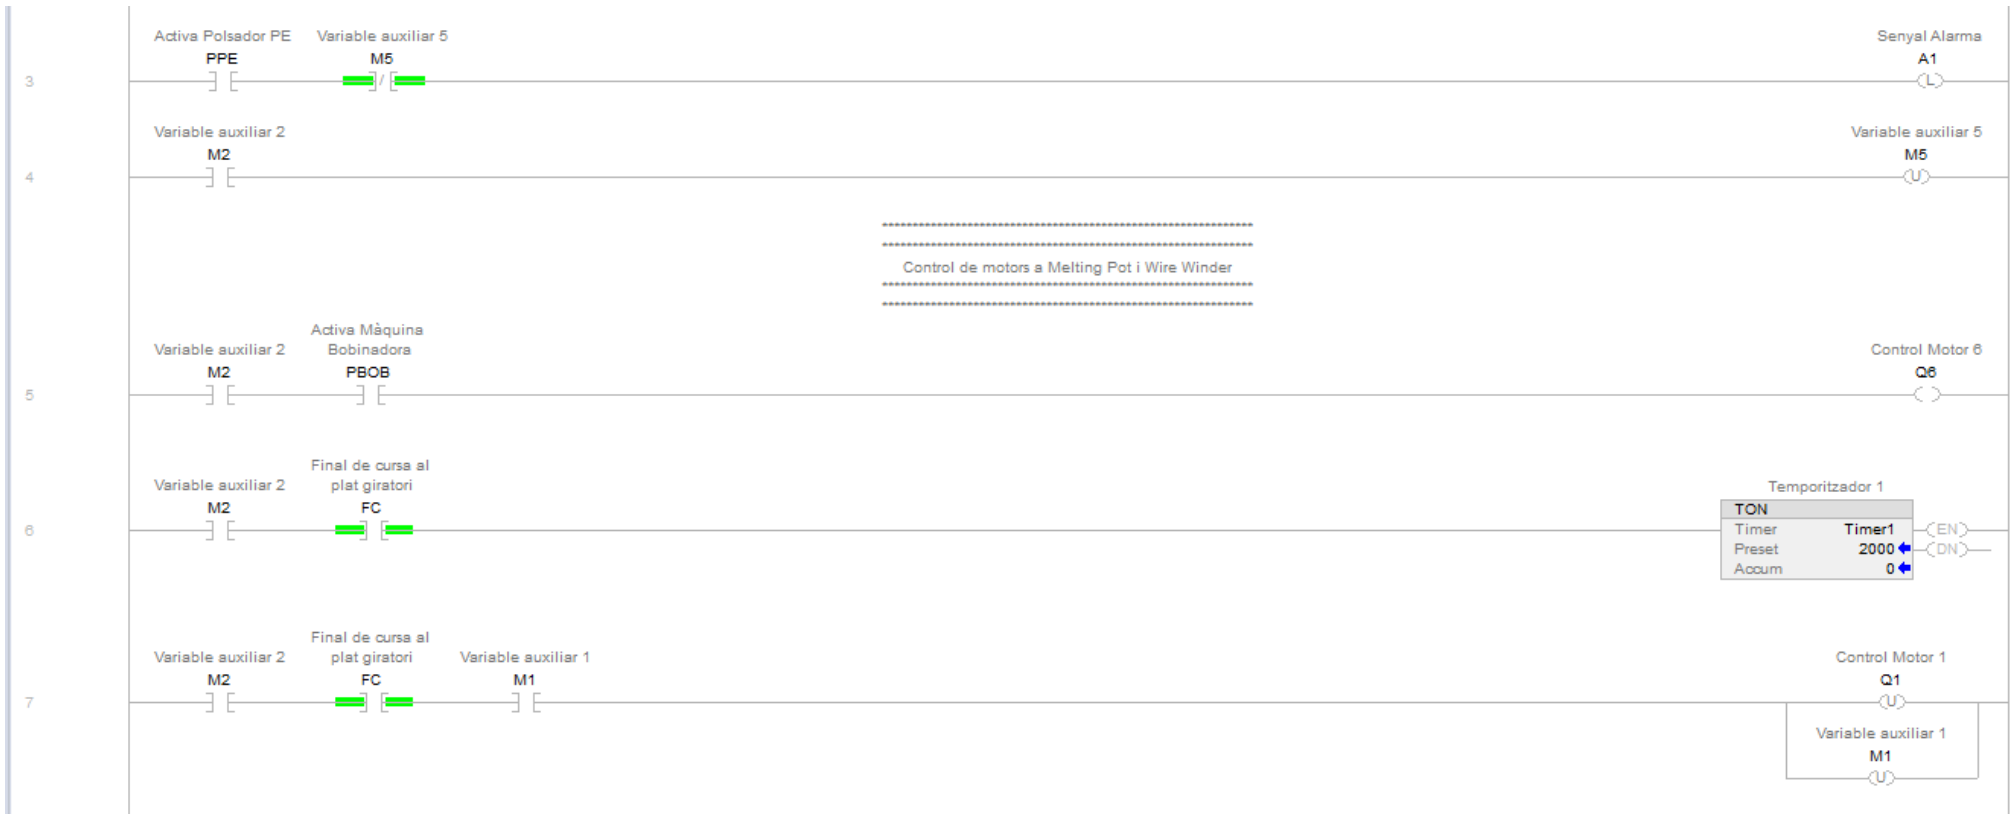 Activa Polsador PE Variable auxiliar 5 Senyal Alarma
PPE M5 A1
3 L
Variable auxiliar 2 Variable auxiliar 5
M2 M5
4 U
************************************************************
************************************************************
Control de motors a Melting Pot i Wire Winder
************************************************************
************************************************************
Activa Màquina
Variable auxiliar 2 Bobinadora Control Motor 6
M2 PBOB Q6
5
Final de cursa al
Variable auxiliar 2 plat giratori Temporitzador 1
M2 FC TON
6 Timer Timer1 EN
Preset 2000 DN
Accum 0
Final de cursa al
Variable auxiliar 2 plat giratori Variable auxiliar 1 Control Motor 1
M2 FC M1 Q1
7 U
Variable auxiliar 1
M1
U